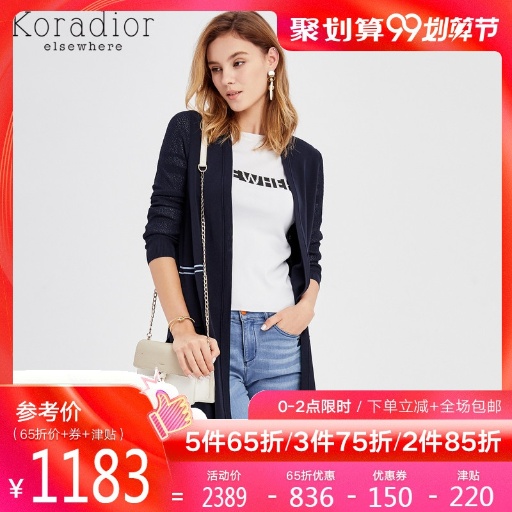 Koradior
elsewhere
聚划算 99划算节
EWHE
参考价
(65折价+券+津贴)
0-2点限时 / 下单立减+全场包邮
5件65折/3件75折/2件85折
¥1183 = 2389 - 836 - 150 - 220
活动价 65折优惠 优惠券 津贴